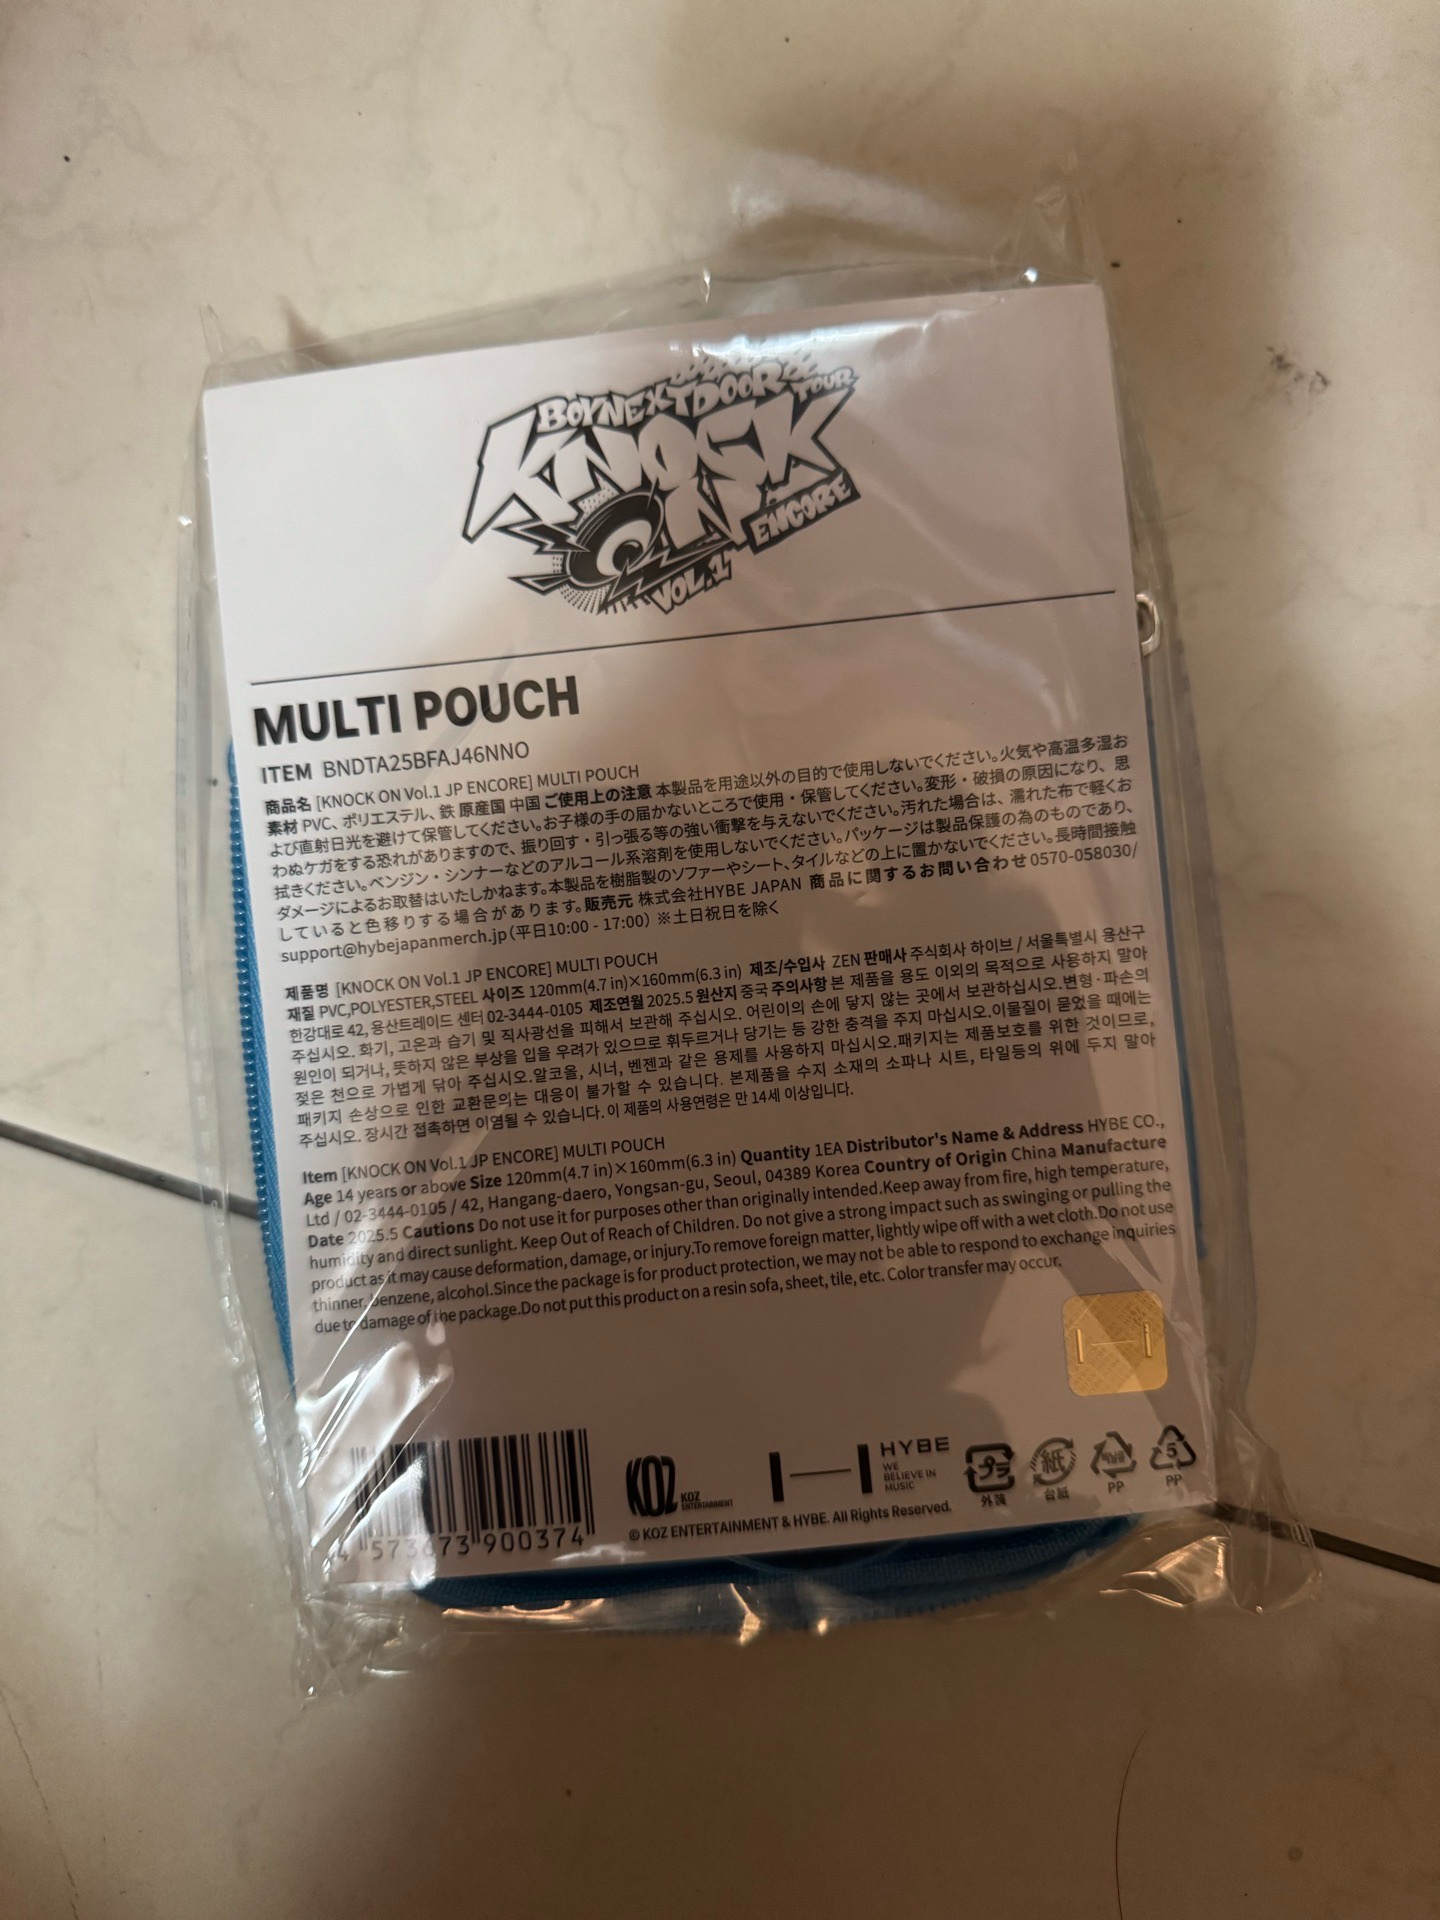 BOYNEXTDOOR TOUR
KNOCK
ON
ENCORE
VOL.1
MULTI POUCH
ITEM BNDTA25BFAJ46NNO
商品名 [KNOCK ON Vol.1 JP ENCORE] MULTI POUCH
素材 PVC、ポリエステル、鉄 原産国 中国 ご使用上の注意 本製品を用途以外の目的で使用しないでください。火気や高温多湿お
よび直射日光を避けて保管してください。お子様の手の届かないところで使用・保管してください。変形・破損の原因になり、思
わぬケガをする恐れがありますので、振り回す・引っ張る等の強い衝撃を与えないでください。汚れた場合は、濡れた布で軽くお
拭きください。ベンジン・シンナーなどのアルコール系溶剤を使用しないでください。パッケージは製品保護の為のものであり、
ダメージによるお取替はいたしかねます。本製品を樹脂製のソファーやシート、タイルなどの上に置かないでください。長時間接触
していると色移りする場合があります。販売元 株式会社HYBE JAPAN 商品に関するお問い合わせ 0570-058030/
support@hybejapanmerch.jp (平日10:00 - 17:00) ※土日祝日を除く
제품명 [KNOCK ON Vol.1 JP ENCORE] MULTI POUCH
재질 PVC,POLYESTER,STEEL 사이즈 120mm(4.7 in)×160mm(6.3 in) 제조/수입사 ZEN 판매사 주식회사 하이브 / 서울특별시 용산구
한강대로 42, 용산트레이드 센터 02-3444-0105 제조연월 2025.5 원산지 중국 주의사항 본 제품을 용도 이외의 목적으로 사용하지 말아
주십시오. 화기, 고온과 습기 및 직사광선을 피해서 보관해 주십시오. 어린이의 손에 닿지 않는 곳에서 보관하십시오.변형·파손의
원인이 되거나, 뜻하지 않은 부상을 입을 우려가 있으므로 휘두르거나 당기는 등 강한 충격을 주지 마십시오.이물질이 묻었을 때에는
젖은 천으로 가볍게 닦아 주십시오.알코올, 시너, 벤젠과 같은 용제를 사용하지 마십시오.패키지는 제품보호를 위한 것이므로,
패키지 손상으로 인한 교환문의는 대응이 불가할 수 있습니다. 본제품을 수지 소재의 소파나 시트, 타일등의 위에 두지 말아
주십시오. 장시간 접촉하면 이염될 수 있습니다. 이 제품의 사용연령은 만 14세 이상입니다.
Item [KNOCK ON Vol.1 JP ENCORE] MULTI POUCH
Age 14 years or above Size 120mm(4.7 in)×160mm(6.3 in) Quantity 1EA Distributor's Name & Address HYBE CO.,
Ltd / 02-3444-0105 / 42, Hangang-daero, Yongsan-gu, Seoul, 04389 Korea Country of Origin China Manufacture
Date 2025.5 Cautions Do not use it for purposes other than originally intended.Keep away from fire, high temperature,
humidity and direct sunlight. Keep Out of Reach of Children. Do not give a strong impact such as swinging or pulling the
product as it may cause deformation, damage, or injury.To remove foreign matter, lightly wipe off with a wet cloth.Do not use
thinner, benzene, alcohol.Since the package is for product protection, we may not be able to respond to exchange inquiries
due to damage of the package.Do not put this product on a resin sofa, sheet, tile, etc. Color transfer may occur.
4 573673 900374
KOZ
KOZ
ENTERTAINMENT
HYBE
WE
BELIEVE IN
MUSIC
プラ
外装
紙
台紙
PP
5
PP
© KOZ ENTERTAINMENT & HYBE. All Rights Reserved.